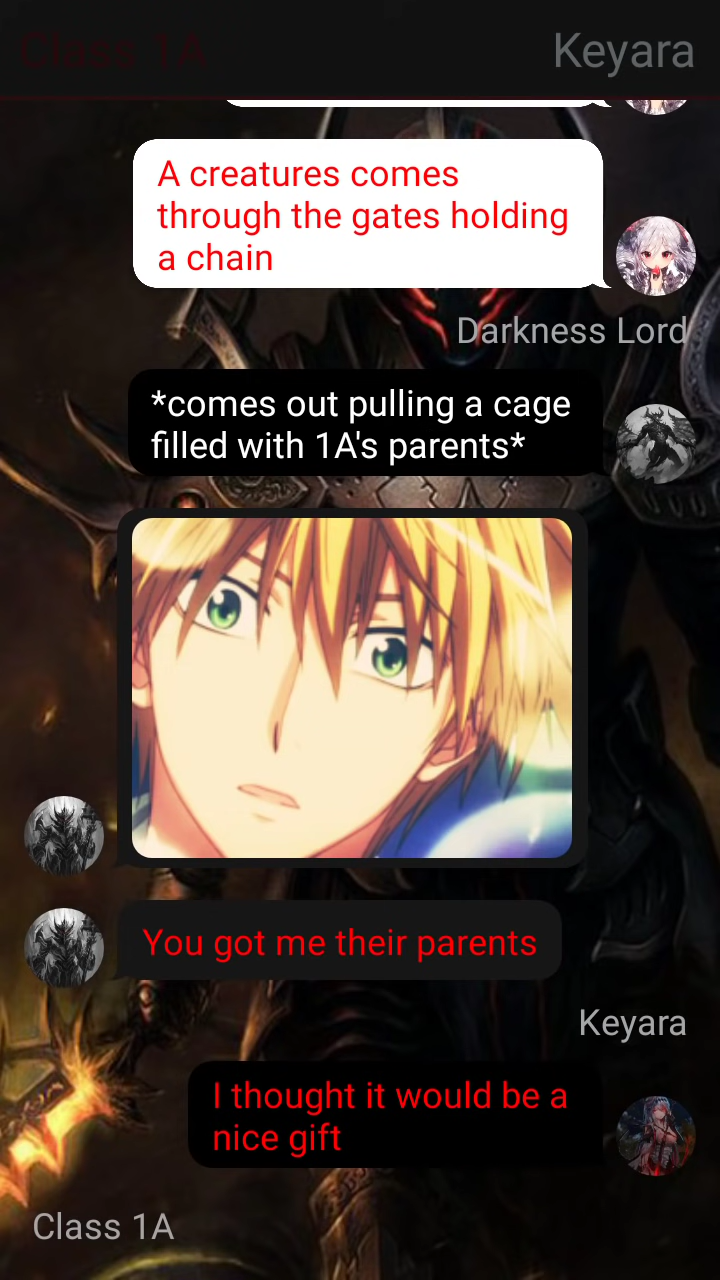 Class 1A
Keyara
A creatures comes
through the gates holding
a chain
Darkness Lord
*comes out pulling a cage
filled with 1A's parents*
You got me their parents
Keyara
I thought it would be a
nice gift
Class 1A